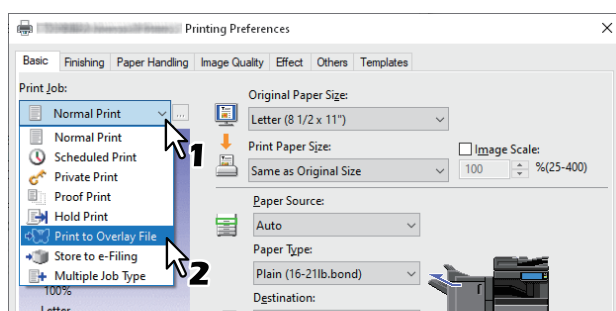 Printing Preferences
Basic Finishing Paper Handling Image Quality Effect Others Templates
Print Job:
Normal Print
...
1
Normal Print
Scheduled Print
Private Print
Proof Print
Hold Print
Print to Overlay File
Store to e-Filing
Multiple Job Type
2
100%
Letter
Original Paper Size:
Letter (8 1/2 x 11")
Print Paper Size:
Same as Original Size
Image Scale:
100 %(25-400)
Paper Source:
Auto
Paper Type:
Plain (16-21lb.bond)
Destination: